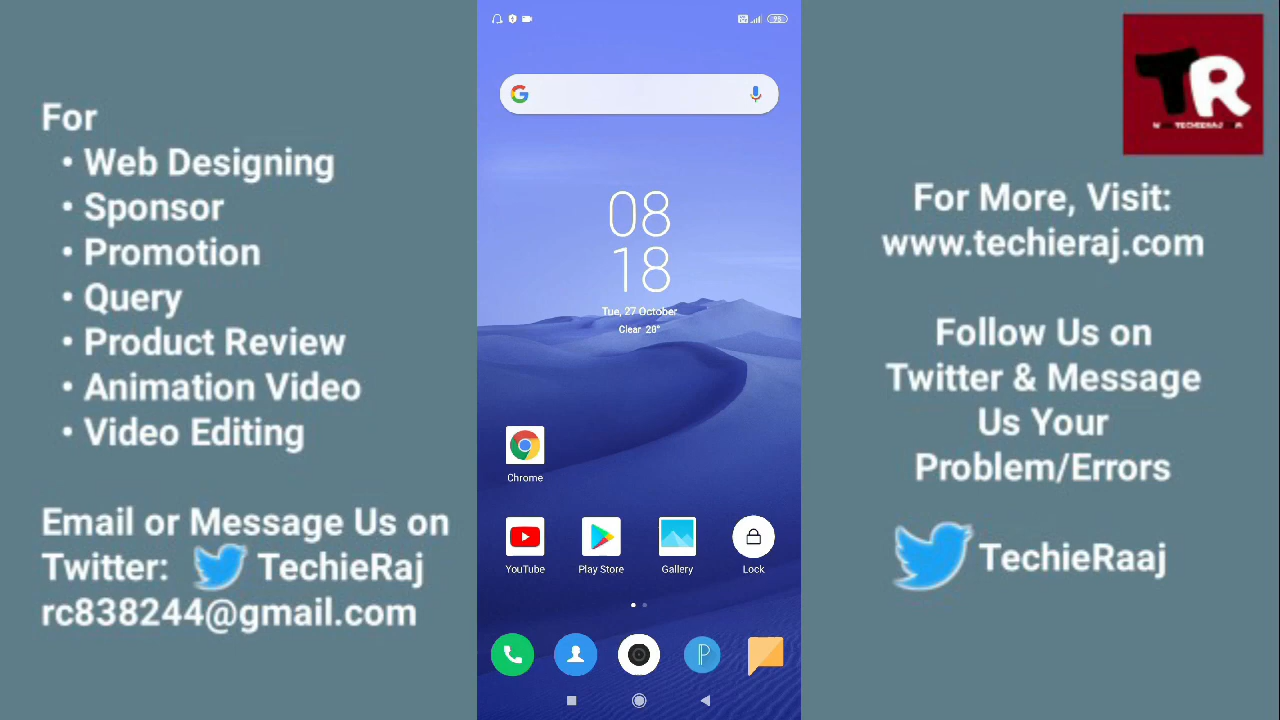 For
• Web Designing
• Sponsor
• Promotion
• Query
• Product Review
• Animation Video
• Video Editing
Email or Message Us on
Twitter: TechieRaj
rc838244@gmail.com
95
08
18
Tue, 27 October
Clear 28°
Chrome
YouTube
Play Store
Gallery
Lock
TR
For More, Visit:
www.techieraj.com
Follow Us on
Twitter & Message
Us Your
Problem/Errors
TechieRaaj